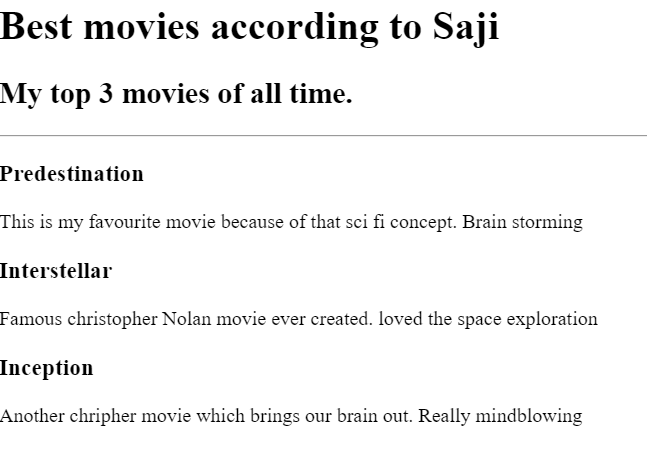 Best movies according to Saji
My top 3 movies of all time.
Predestination
This is my favourite movie because of that sci fi concept. Brain storming
Interstellar
Famous christopher Nolan movie ever created. loved the space exploration
Inception
Another chripher movie which brings our brain out. Really mindblowing